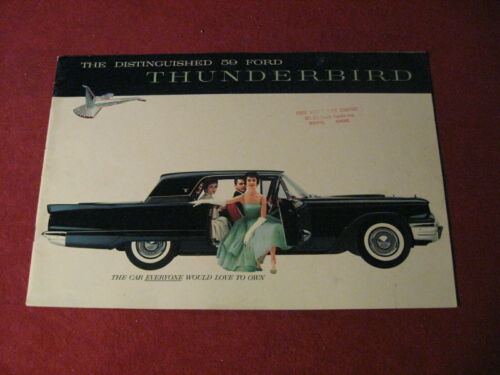 THE DISTINGUISHED 59 FORD
THUNDERBIRD
THE CAR EVERYONE WOULD LOVE TO OWN